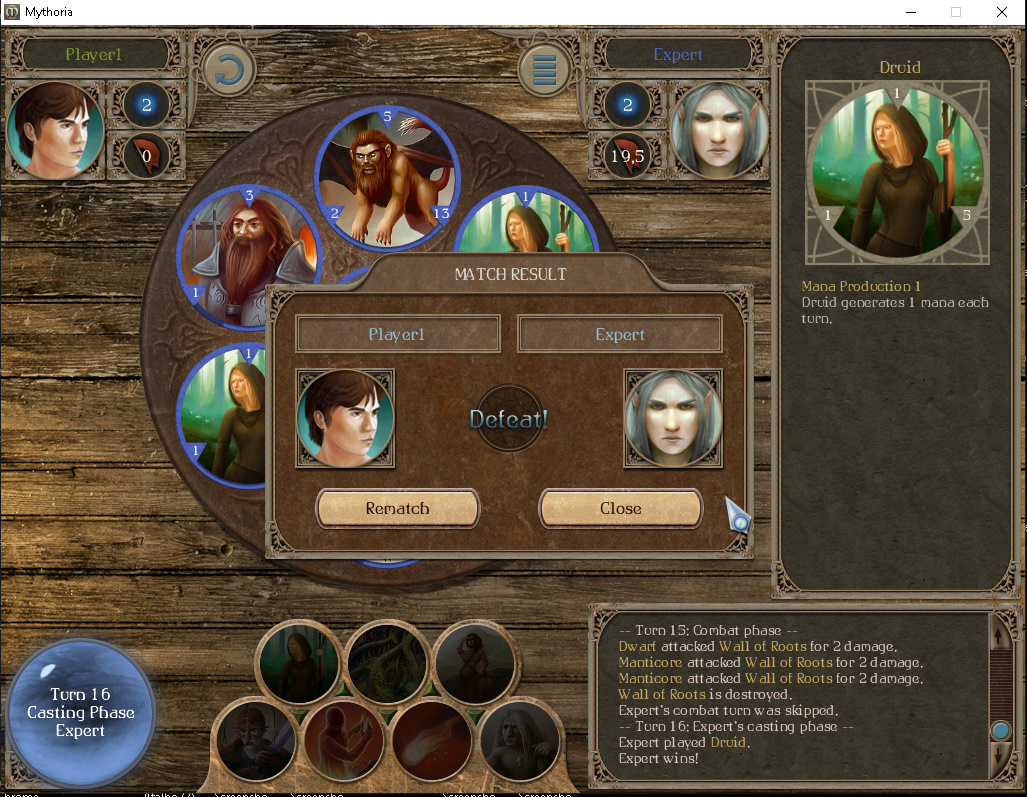 Mythoria
Player1
Expert
2
0
2
19,5
Druid
1
1
5
Mana Production 1
Druid generates 1 mana each
turn.
5
2
13
3
1
1
1
1
MATCH RESULT
Player1
Expert
Defeat!
Rematch
Close
Turn 16
Casting Phase
Expert
-- Turn 15: Combat phase --
Dwarf attacked Wall of Roots for 2 damage.
Manticore attacked Wall of Roots for 2 damage.
Manticore attacked Wall of Roots for 2 damage.
Wall of Roots is destroyed.
Expert's combat turn was skipped.
-- Turn 16: Expert's casting phase --
Expert played Druid.
Expert wins!